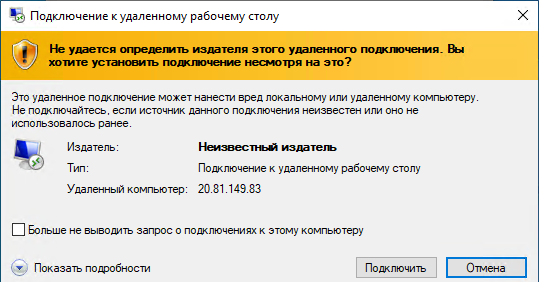 Подключение к удаленному рабочему столу
Не удается определить издателя этого удаленного подключения. Вы
хотите установить подключение несмотря на это?
Это удаленное подключение может нанести вред локальному или удаленному компьютеру.
Не подключайтесь, если источник данного подключения неизвестен или оно не
использовалось ранее.
Издатель: Неизвестный издатель
Тип: Подключение к удаленному рабочему столу
Удаленный компьютер: 20.81.149.83
Больше не выводить запрос о подключениях к этому компьютеру
Показать подробности Подключить Отмена